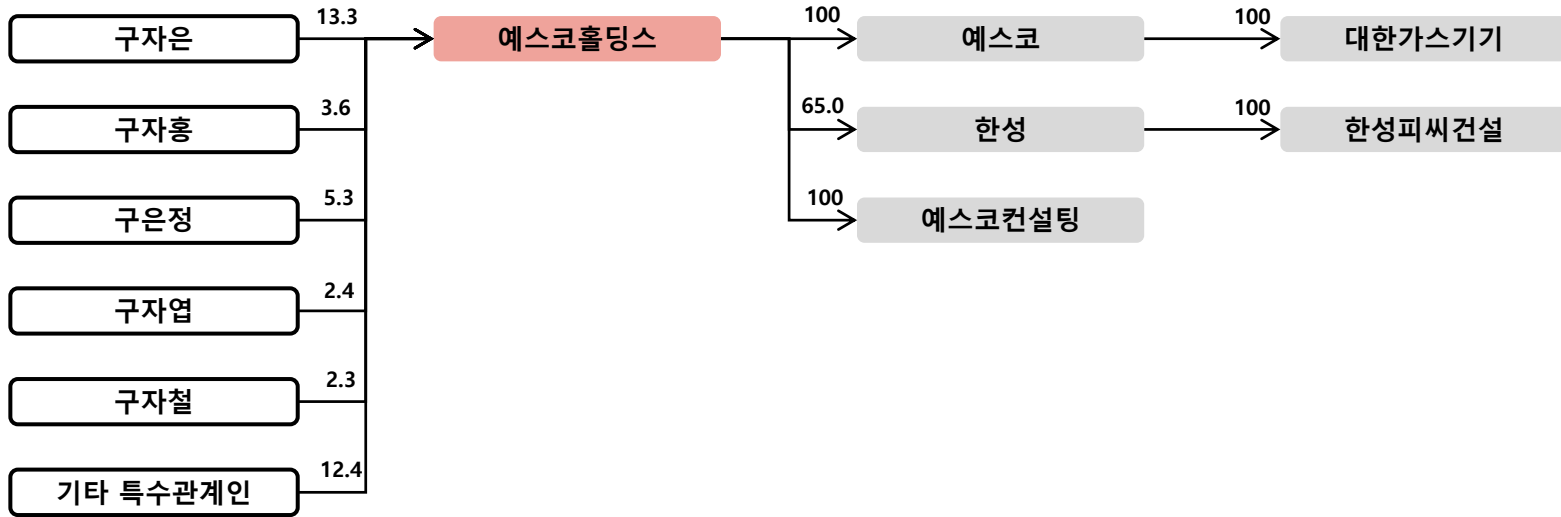 구자은
13.3
예스코홀딩스
100
예스코
100
대한가스기기
구자홍
3.6
65.0
한성
100
한성피씨건설
구은정
5.3
100
예스코컨설팅
구자엽
2.4
구자철
2.3
기타 특수관계인
12.4